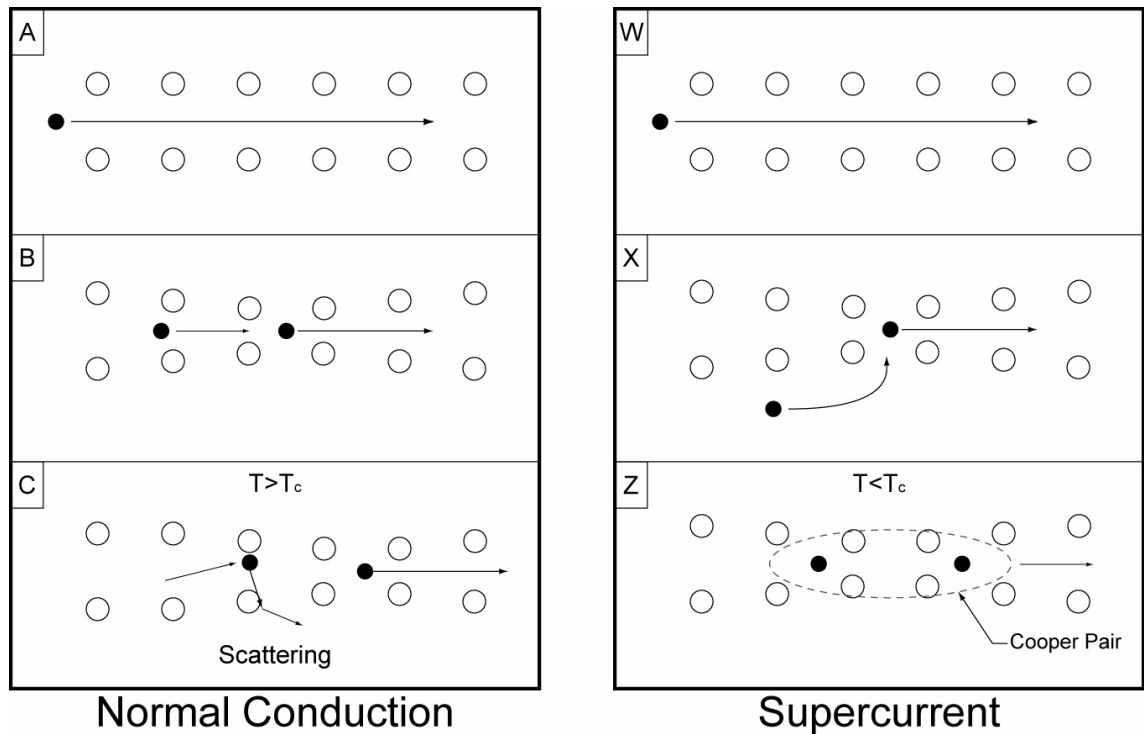 A
B
C
T>Tc
Scattering
Normal Conduction
W
X
Z
T<Tc
Cooper Pair
Supercurrent